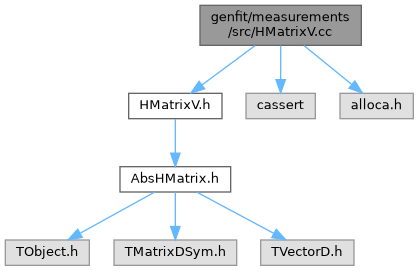 genfit/measurements
/src/HMatrixV.cc
HMatrixV.h
cassert
alloca.h
AbsHMatrix.h
TObject.h
TMatrixDSym.h
TVectorD.h